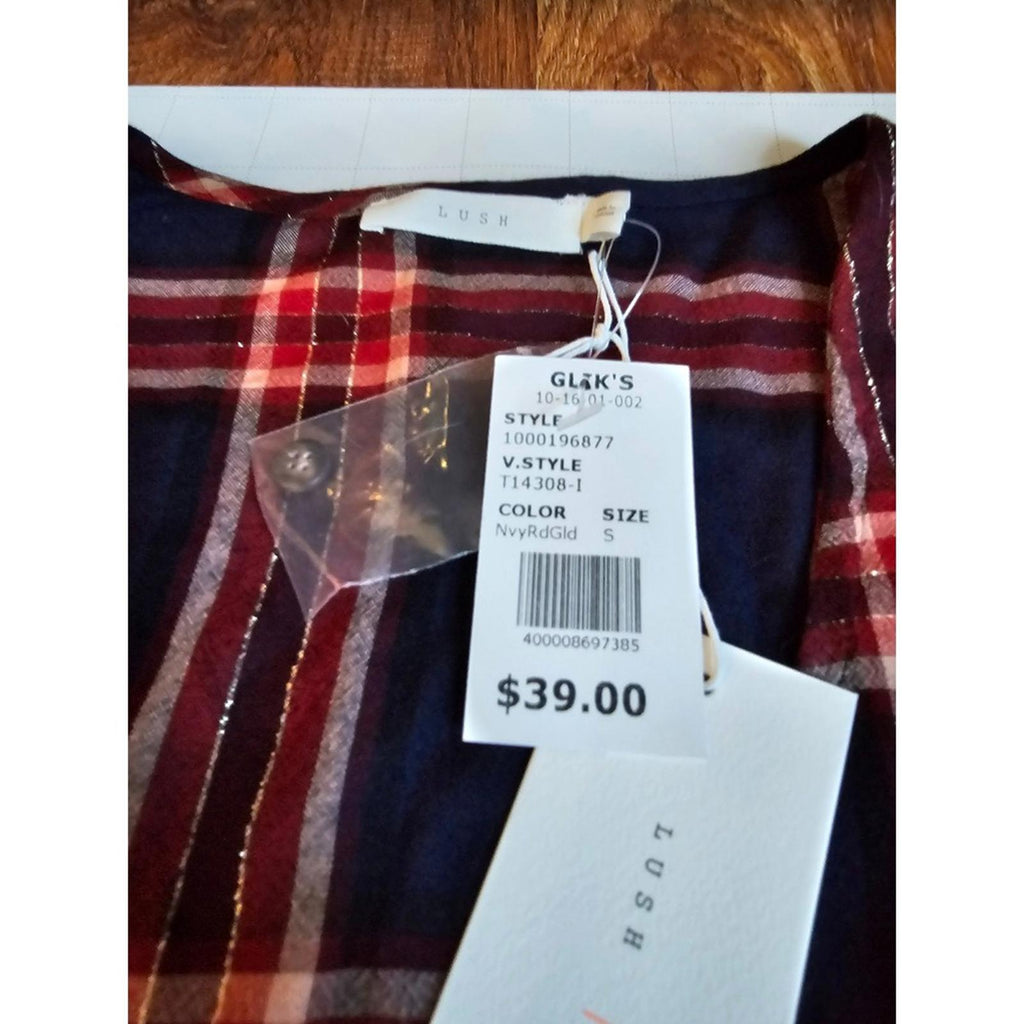 LUSH
GLIK'S
10-16 01-002
STYLE
1000196877
V.STYLE
T14308-I
COLOR SIZE
NvyRdGld S
400008697385
$39.00
LUSH